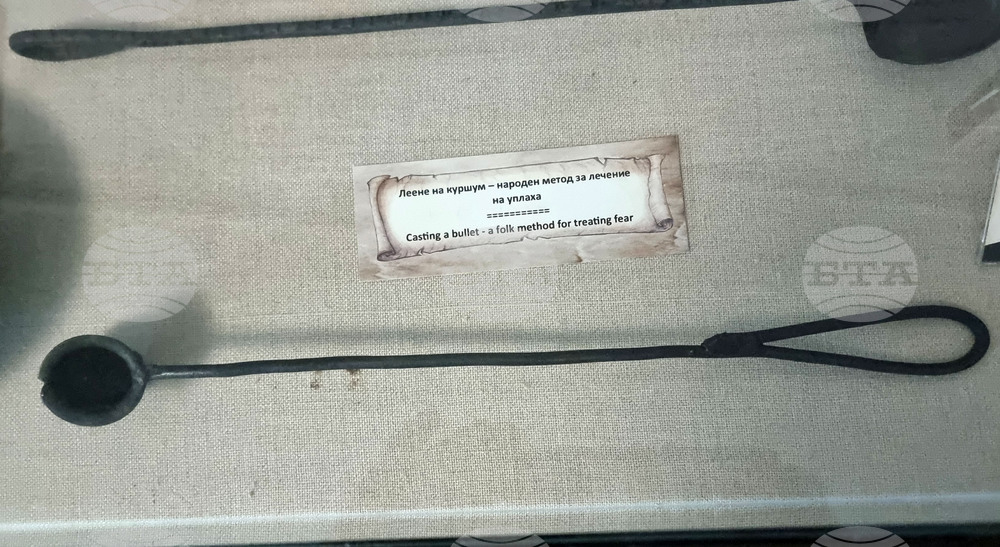 Леене на куршум – народен метод за лечение
на уплаха
===========
Casting a bullet - a folk method for treating fear
БТА
БТА